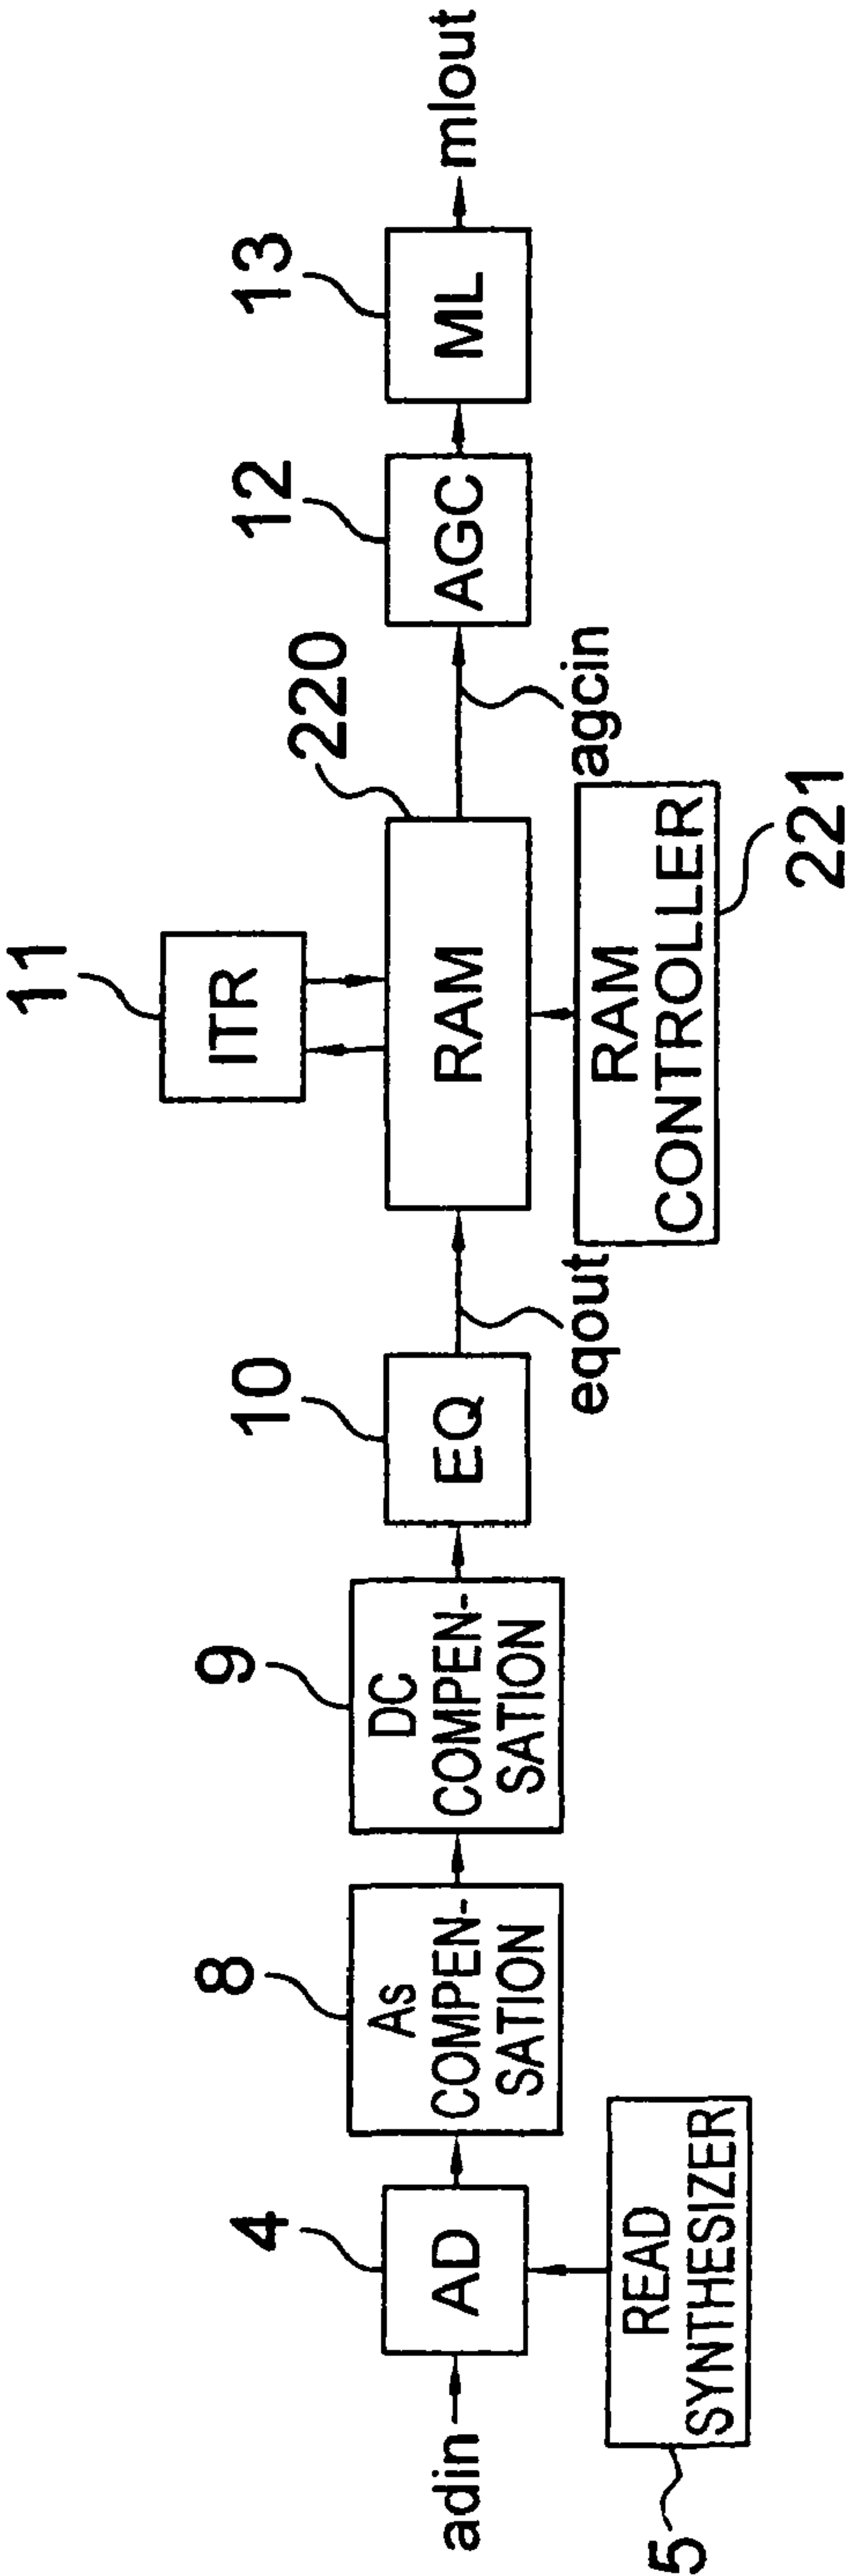 adin
4
AD
5
READ
SYNTHESIZER
8
As
COMPEN-
SATION
9
DC
COMPEN-
SATION
10
EQ
eqout
11
ITR
220
RAM
RAM
CONTROLLER
221
agcin
12
AGC
13
ML
mlout